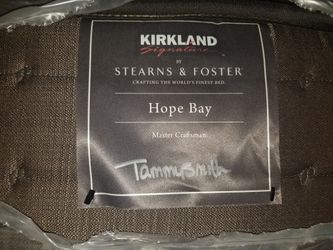 KIRKLAND
Signature
BY
STEARNS & FOSTER®
CRAFTING THE WORLD'S FINEST BED.
Hope Bay
Master Craftsman:
Tammysmith